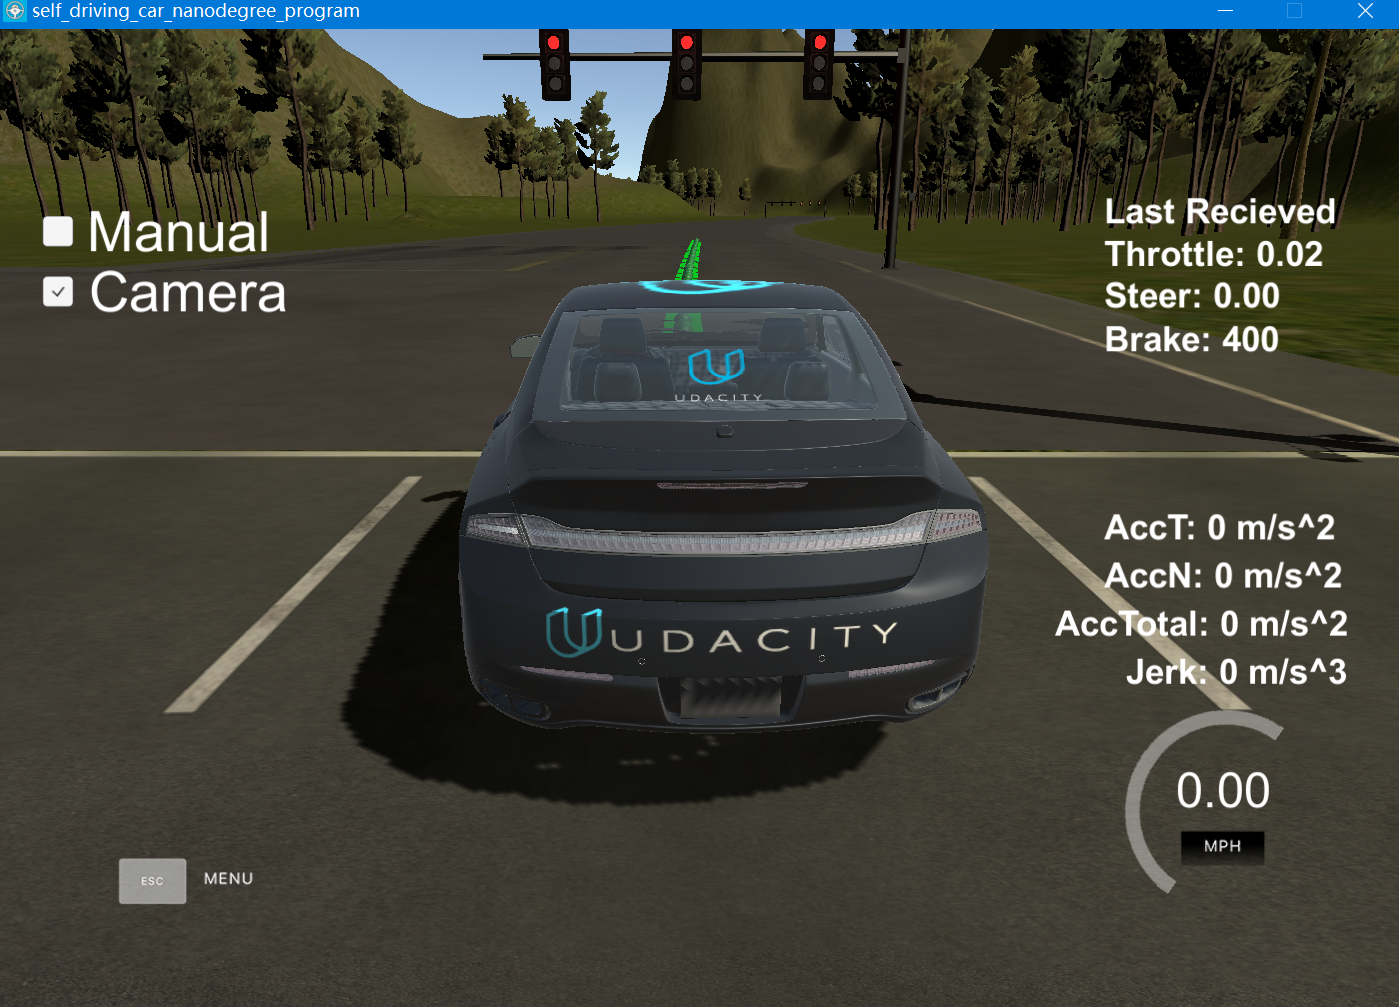 self_driving_car_nanodegree_program
Manual
Camera
Last Recieved
Throttle: 0.02
Steer: 0.00
Brake: 400
UDACITY
AccT: 0 m/s^2
AccN: 0 m/s^2
AccTotal: 0 m/s^2
Jerk: 0 m/s^3
UDACITY
0.00
MPH
ESC MENU